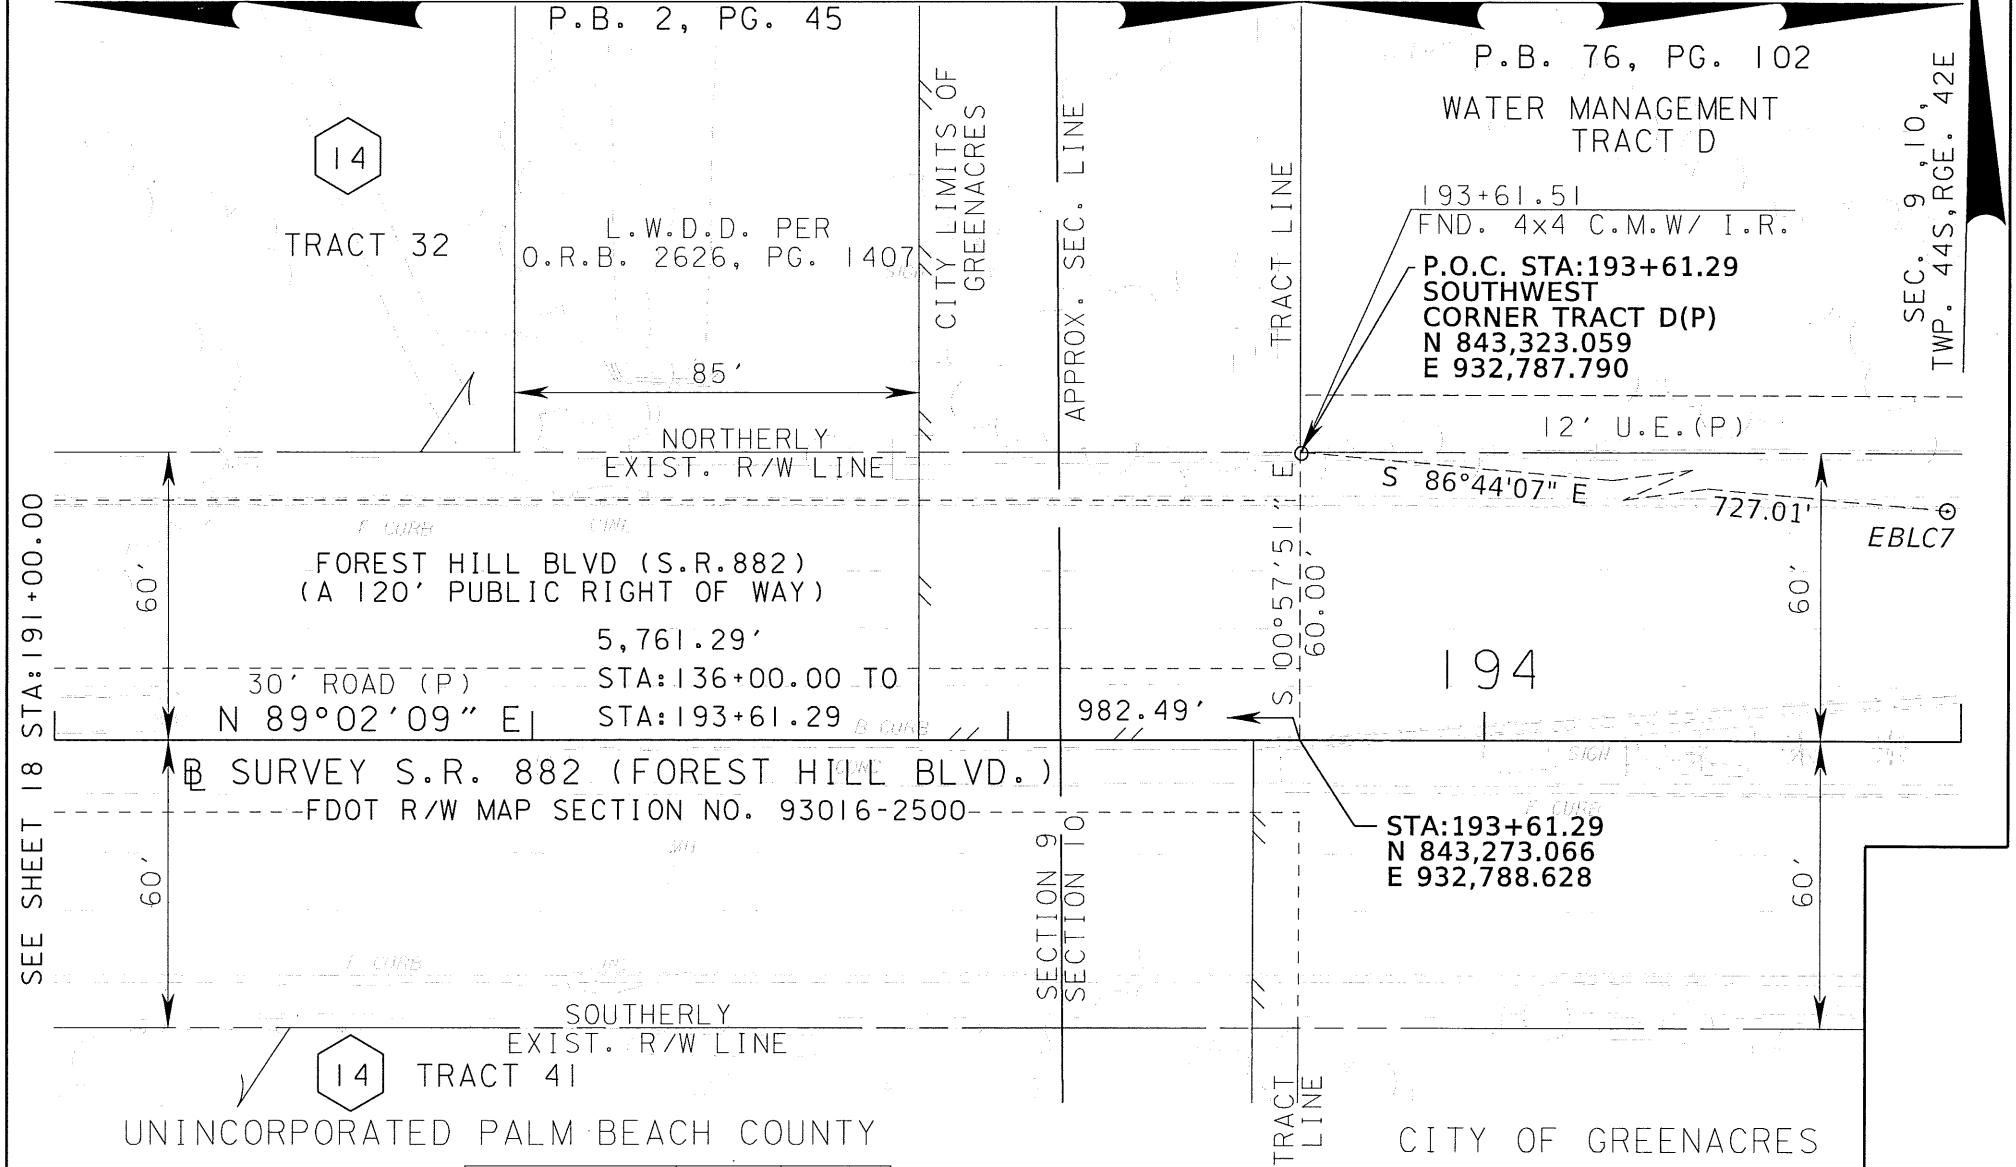 P.B. 2, PG. 45
P.B. 76, PG. 102
WATER MANAGEMENT
TRACT D
SEC. 9 ,10,
TWP. 44S,RGE. 42E
14
TRACT 32
L.W.D.D. PER
O.R.B. 2626, PG. 1407
CITY LIMITS OF
GREENACRES
APPROX. SEC. LINE
TRACT LINE
193+61.51
FND. 4x4 C.M.W/ I.R.
P.O.C. STA:193+61.29
SOUTHWEST
CORNER TRACT D(P)
N 843,323.059
E 932,787.790
85'
12' U.E.(P)
NORTHERLY
EXIST. R/W LINE
S 86°44'07" E
727.01'
EBLC7
SEE SHEET 18 STA:191+00.00
F CURB
60'
FOREST HILL BLVD (S.R.882)
(A 120' PUBLIC RIGHT OF WAY)
S 00°57'51" E
60.00'
60'
5,761.29'
STA:136+00.00 TO
STA:193+61.29
30' ROAD (P)
N 89°02'09" E
B CURB
982.49'
194
SIGN
BL SURVEY S.R. 882 (FOREST HILL BLVD.)
FDOT R/W MAP SECTION NO. 93016-2500
F CURB
STA:193+61.29
N 843,273.066
E 932,788.628
MH
60'
60'
SECTION 9
SECTION 10
F CURB
SOUTHERLY
EXIST. R/W LINE
14
TRACT 41
TRACT
LINE
UNINCORPORATED PALM BEACH COUNTY
CITY OF GREENACRES